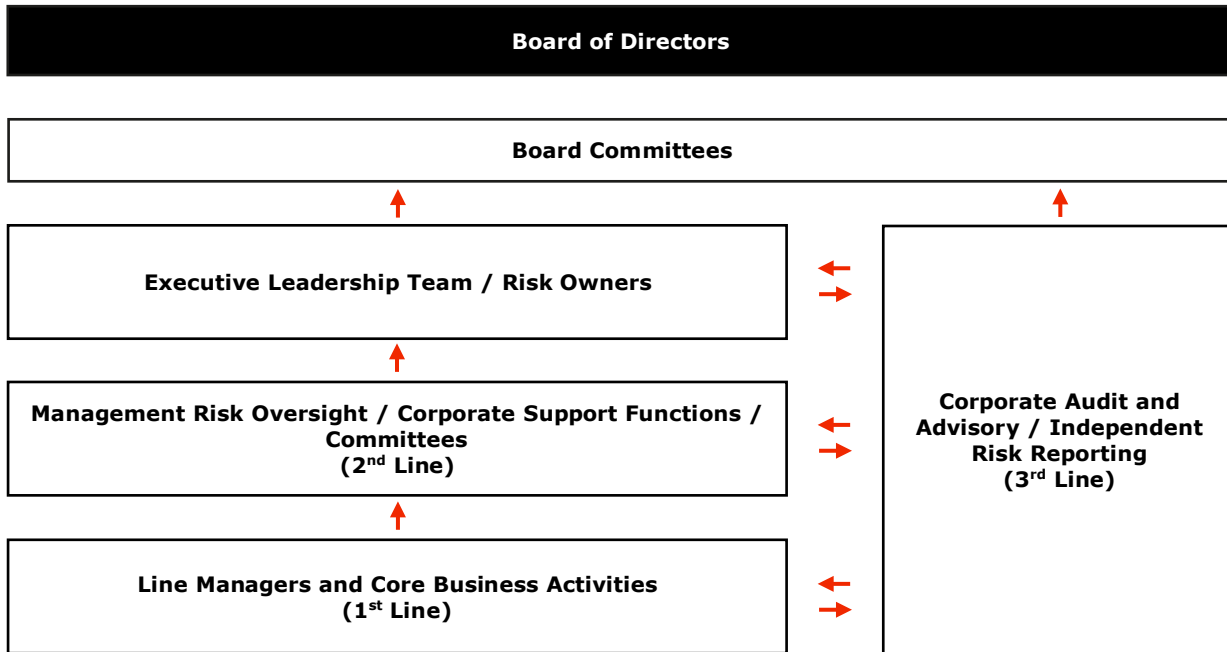 Board of Directors
Board Committees
Executive Leadership Team / Risk Owners
Management Risk Oversight / Corporate Support Functions /
Committees
(2nd Line)
Corporate Audit and
Advisory / Independent
Risk Reporting
(3rd Line)
Line Managers and Core Business Activities
(1st Line)